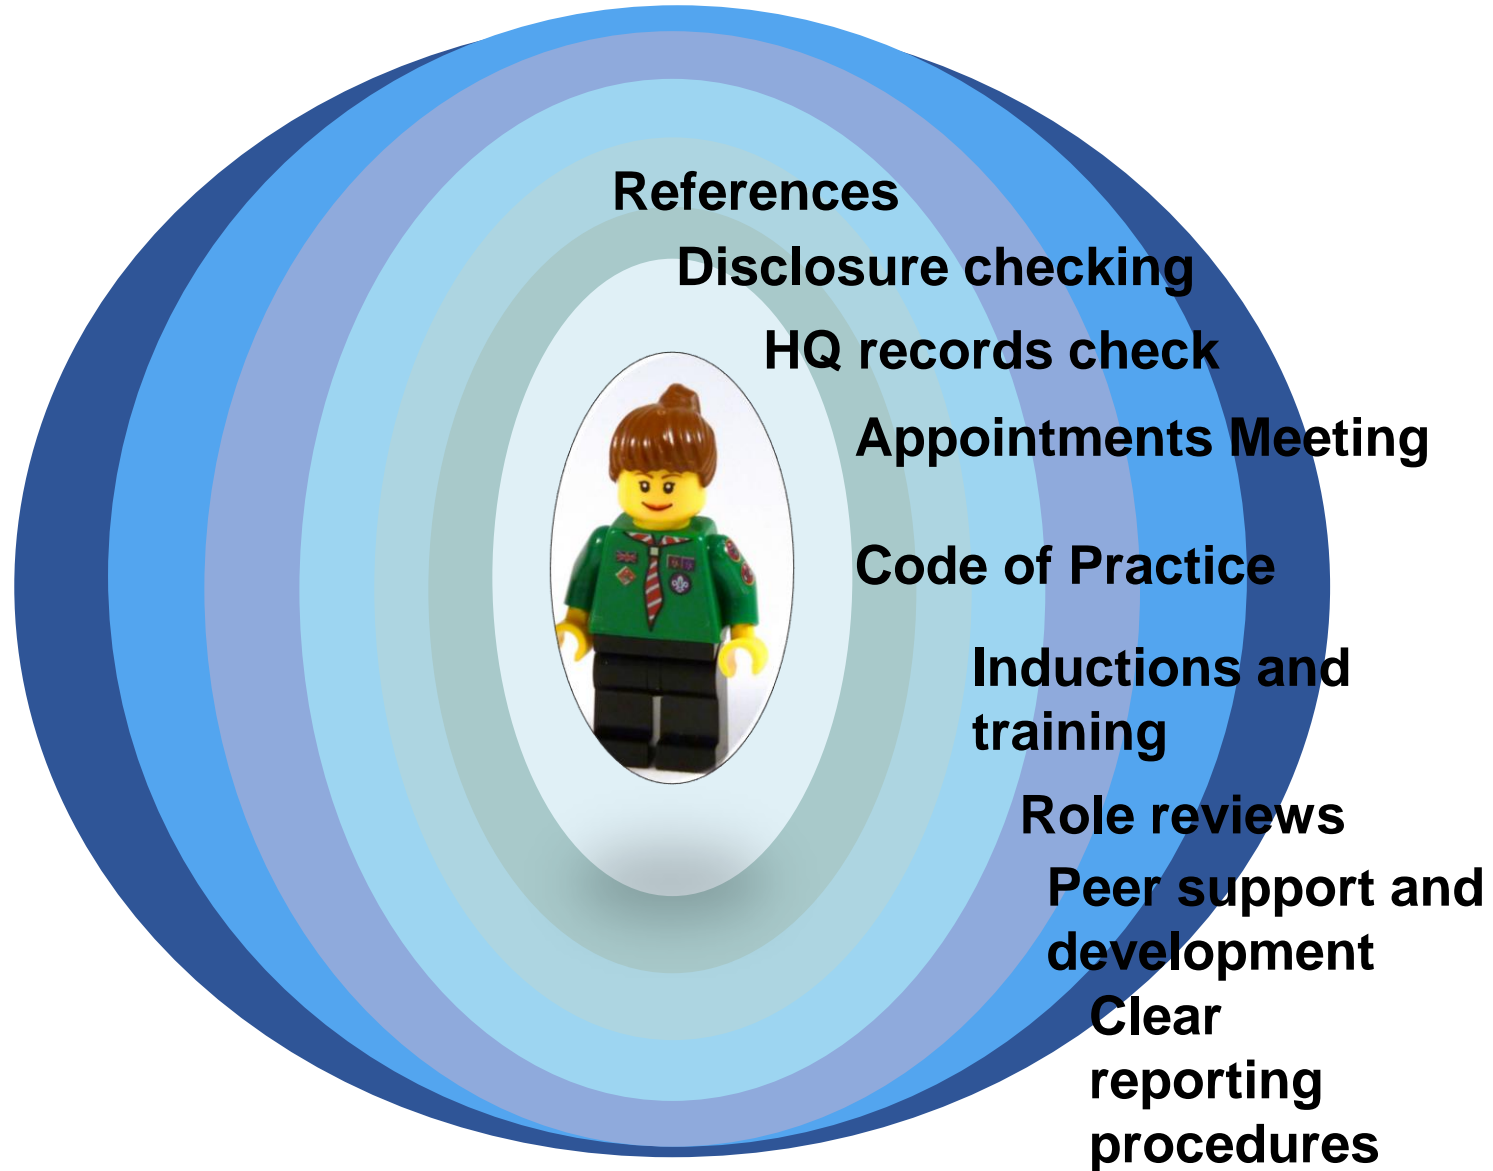 References
Disclosure checking
HQ records check
Appointments Meeting
Code of Practice
Inductions and
training
Role reviews
Peer support and
development
Clear
reporting
procedures